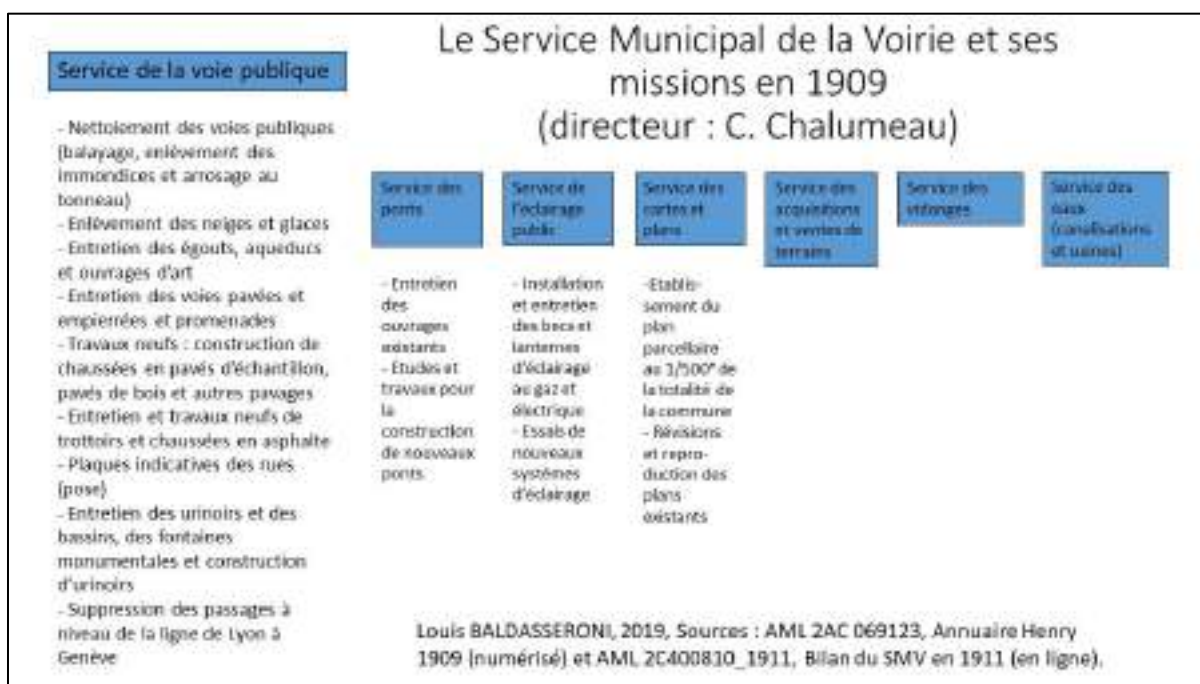 Le Service Municipal de la Voirie et ses
missions en 1909
(directeur : C. Chalumeau)
Service de la voie publique
- Nettoiement des voies publiques
(balayage, enlèvement des
immondices et arrosage au
tonneau)
- Enlèvement des neiges et glaces
- Entretien des égouts, aqueducs
et ouvrages d'art
- Entretien des voies pavées et
empierrées et promenades
- Travaux neufs : construction de
chaussées en pavés d'échantillon,
pavés de bois et autres pavages
- Entretien et travaux neufs de
trottoirs et chaussées en asphalte
- Plaques indicatives des rues
(pose)
- Entretien des urinoirs et des
bassins, des fontaines
monumentales et construction
d'urinoirs
- Suppression des passages à
niveau de la ligne de Lyon à
Genève
Service des
ponts
- Entretien
des
ouvrages
existants
- Etudes et
travaux pour
la
construction
de nouveaux
ponts
Service de
l'éclairage
public
- Installation
et entretien
des becs et
lanternes
d'éclairage
au gaz et
électrique
- Essais de
nouveaux
systèmes
d'éclairage
Service des
cartes et
plans
-Etablis-
sement du
plan
parcellaire
au 1/500° de
la totalité de
la commune
- Révisions
et repro-
duction des
plans
existants
Service des
acquisitions
et ventes de
terrains
Service des
vidanges
Service des
eaux
(canalisations
et usines)
Louis BALDASSERONI, 2019, Sources : AML 2AC 069123, Annuaire Henry
1909 (numérisé) et AML 2C400810_1911, Bilan du SMV en 1911 (en ligne).